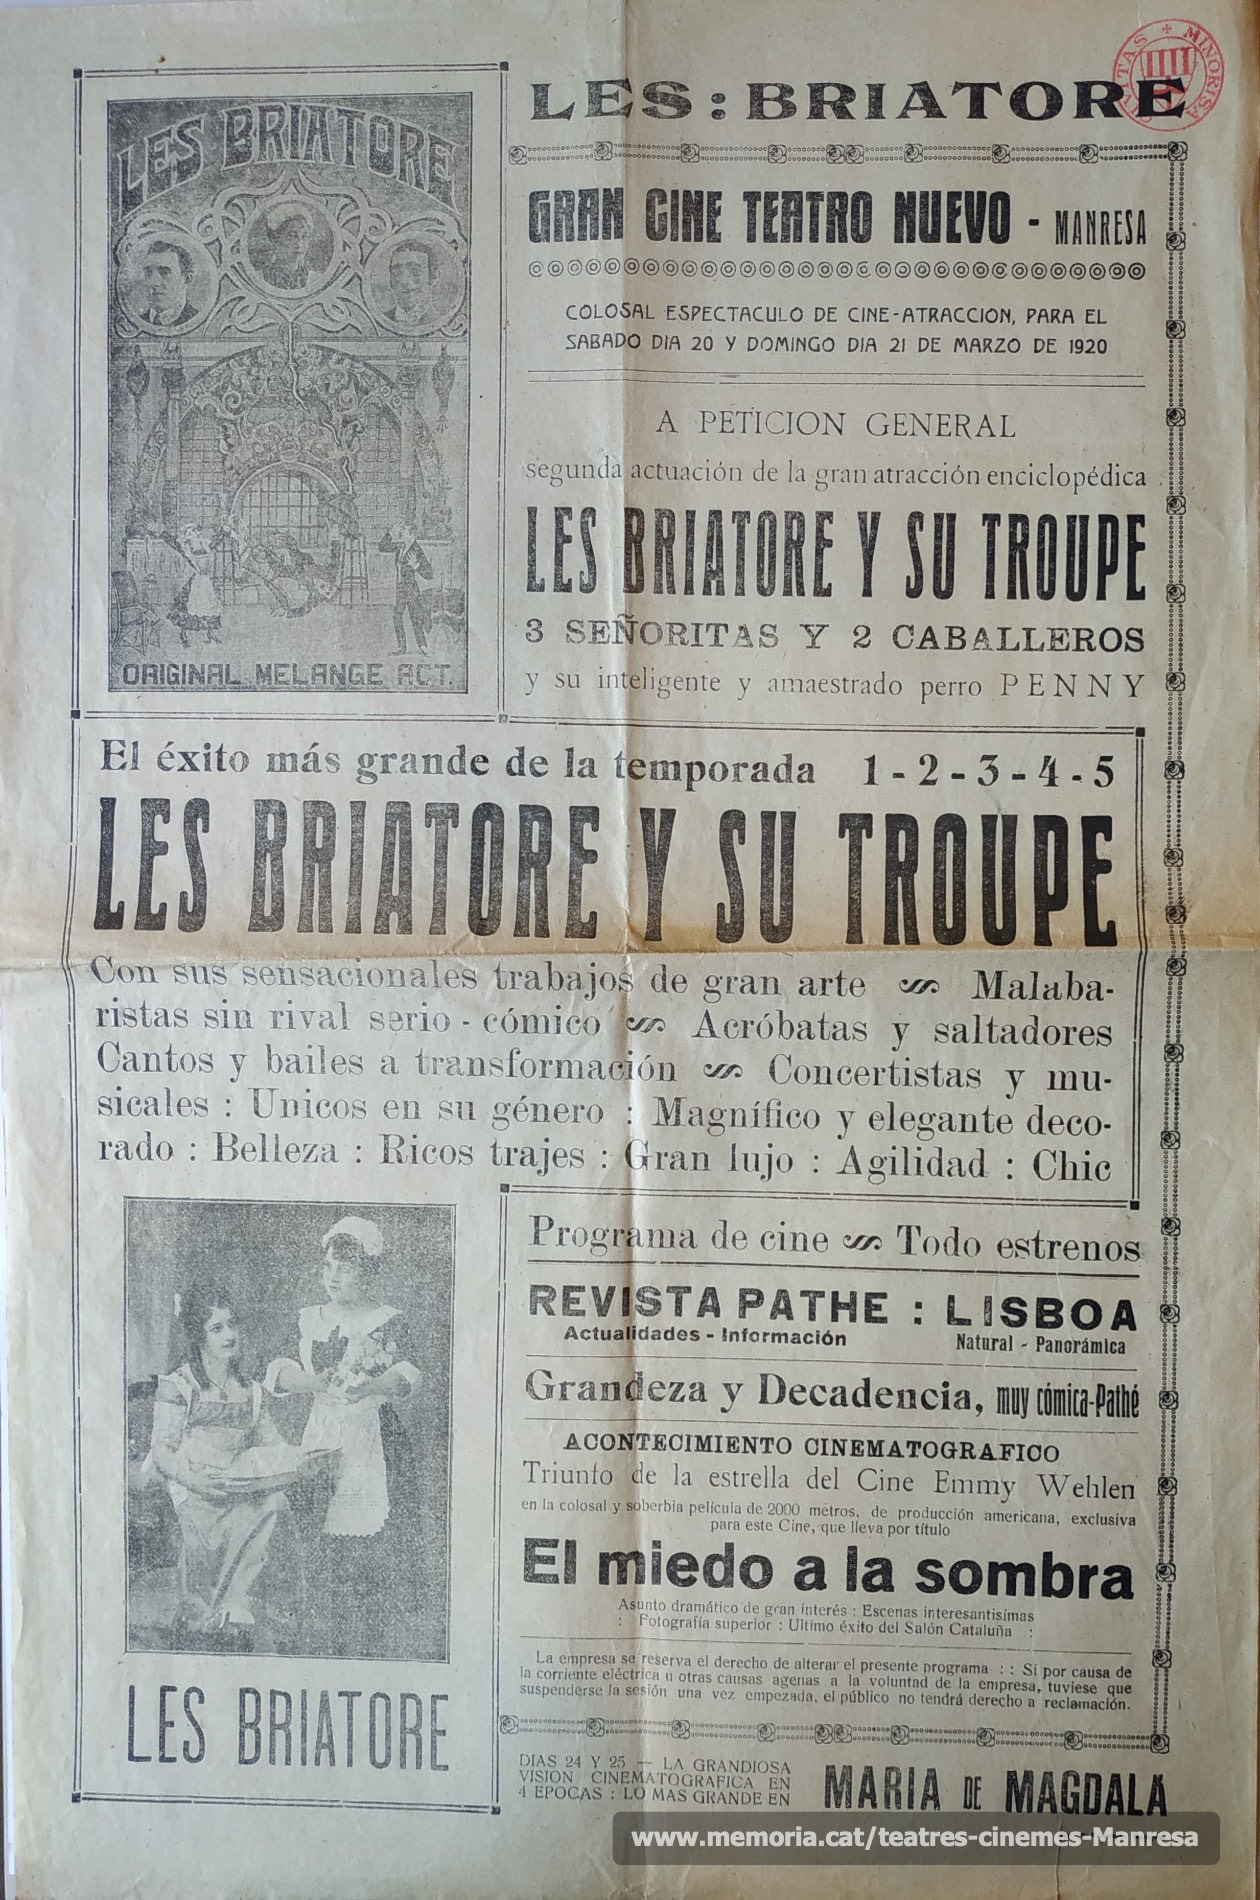 CIVITAS MINORISA
LES : BRIATORE
LES BRIATORE
ORIGINAL MELANGE ACT.
GRAN CINE TEATRO NUEVO - MANRESA
COLOSAL ESPECTACULO DE CINE-ATRACCION, PARA EL
SABADO DIA 20 Y DOMINGO DIA 21 DE MARZO DE 1920
A PETICION GENERAL
segunda actuación de la gran atracción enciclopédica
LES BRIATORE Y SU TROUPE
3 SEÑORITAS Y 2 CABALLEROS
y su inteligente y amaestrado perro PENNY
El éxito más grande de la temporada 1 - 2 - 3 - 4 - 5
LES BRIATORE Y SU TROUPE
Con sus sensacionales trabajos de gran arte Malaba-
ristas sin rival serio - cómico Acróbatas y saltadores
Cantos y bailes a transformación Concertistas y mu-
sicales : Unicos en su género : Magnífico y elegante deco-
rado : Belleza : Ricos trajes : Gran lujo : Agilidad : Chic
LES BRIATORE
Programa de cine Todo estrenos
REVISTA PATHE : LISBOA
Actualidades - Información Natural - Panorámica
Grandeza y Decadencia, muy cómica-Pathé
ACONTECIMIENTO CINEMATOGRAFICO
Triunfo de la estrella del Cine Emmy Wehlen
en la colosal y soberbia película de 2000 metros, de producción americana, exclusiva
para este Cine, que lleva por título
El miedo a la sombra
Asunto dramático de gran interés : Escenas interesantisimas
: Fotografía superior : Ultimo éxito del Salón Cataluña :
La empresa se reserva el derecho de alterar el presente programa : : Si por causa de
la corriente eléctrica u otras causas agenas a la voluntad de la empresa, tuviese que
suspenderse la sesión una vez empezada, el público no tendrá derecho a reclamación.
DIAS 24 Y 25 — LA GRANDIOSA
VISION CINEMATOGRAFICA EN
4 EPOCAS : LO MAS GRANDE EN
MARIA DE MAGDALA
www.memoria.cat/teatres-cinemes-Manresa